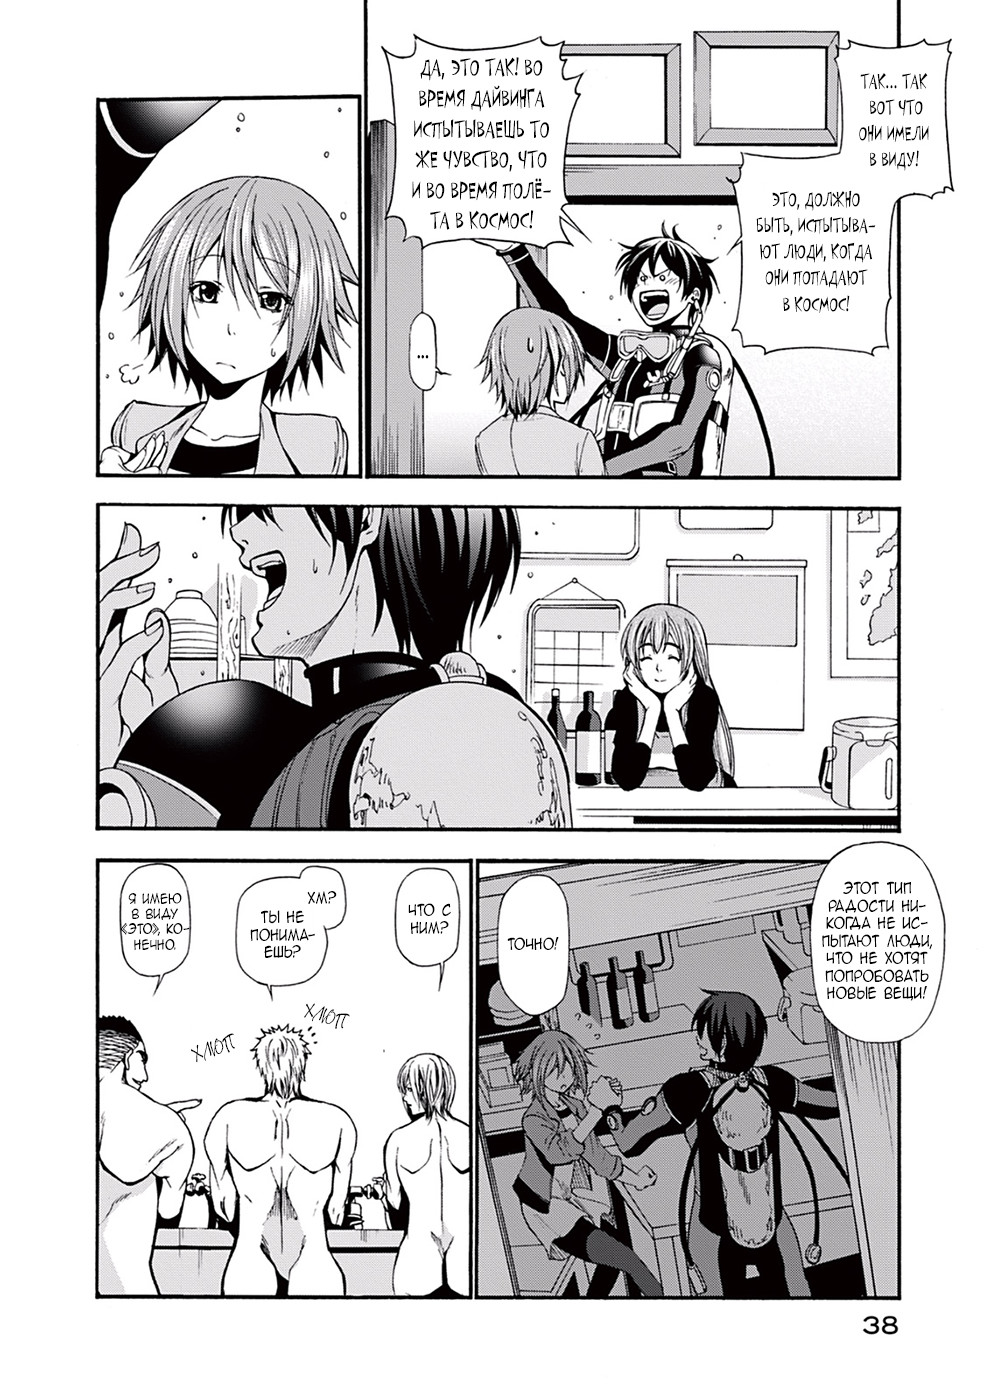 ТАК... ТАК
ВОТ ЧТО
ОНИ ИМЕЛИ
В ВИДУ!
ЭТО, ДОЛЖНО
БЫТЬ, ИСПЫТЫВА-
ЮТ ЛЮДИ, КОГДА
ОНИ ПОПАДАЮТ
В КОСМОС!
ДА, ЭТО ТАК! ВО
ВРЕМЯ ДАЙВИНГА
ИСПЫТЫВАЕШЬ ТО
ЖЕ ЧУВСТВО, ЧТО
И ВО ВРЕМЯ ПОЛЁ-
ТА В КОСМОС!
...
ЭТОТ ТИП
РАДОСТИ НИ-
КОГДА НЕ ИС-
ПЫТАЮТ ЛЮДИ,
ЧТО НЕ ХОТЯТ
ПОПРОБОВАТЬ
НОВЫЕ ВЕЩИ!
ТОЧНО!
ЧТО С
НИМ?
ХМ?
ТЫ НЕ
ПОНИМА-
ЕШЬ?
Я ИМЕЮ
В ВИДУ
«ЭТО», КО-
НЕЧНО.
ХЛЮП
ХЛЮП
38